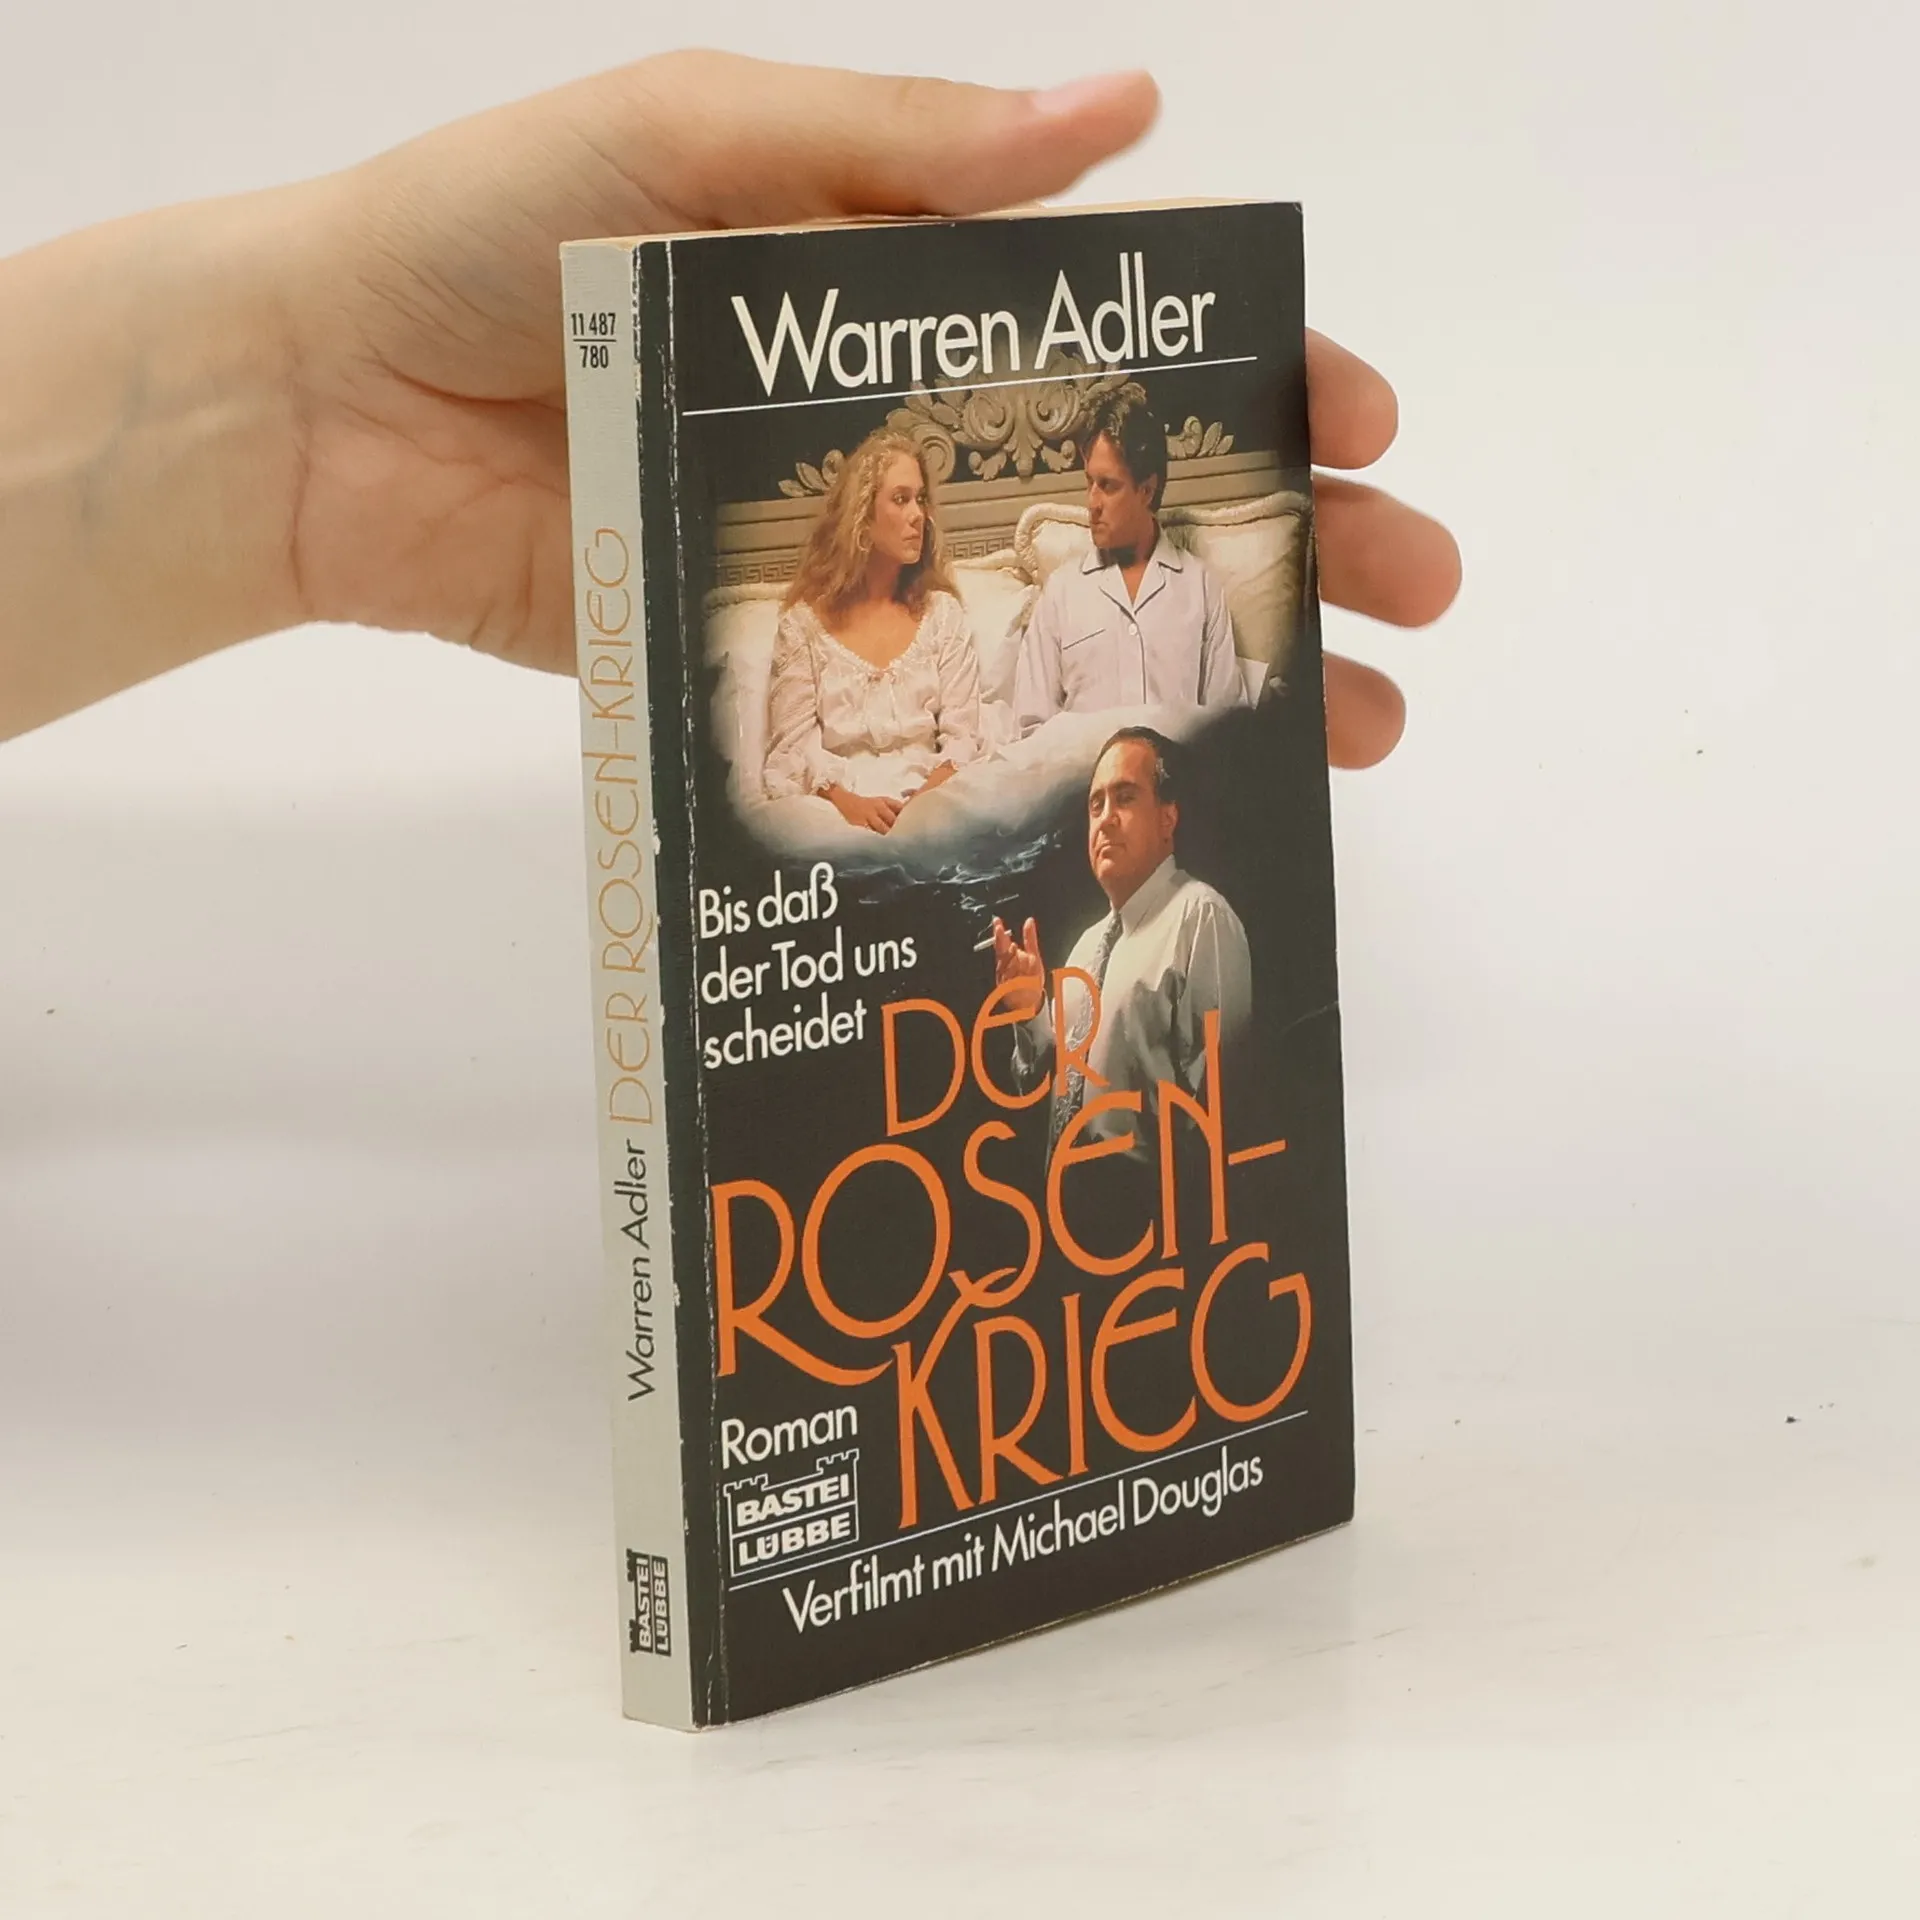 11 487
780
DER ROSEN-KRIEG
Warren Adler
BASTEI
LÜBBE
Warren Adler
Bis daß
der Tod uns
scheidet
DER
ROSEN-
KRIEG
Roman
BASTEI
LÜBBE
Verfilmt mit Michael Douglas